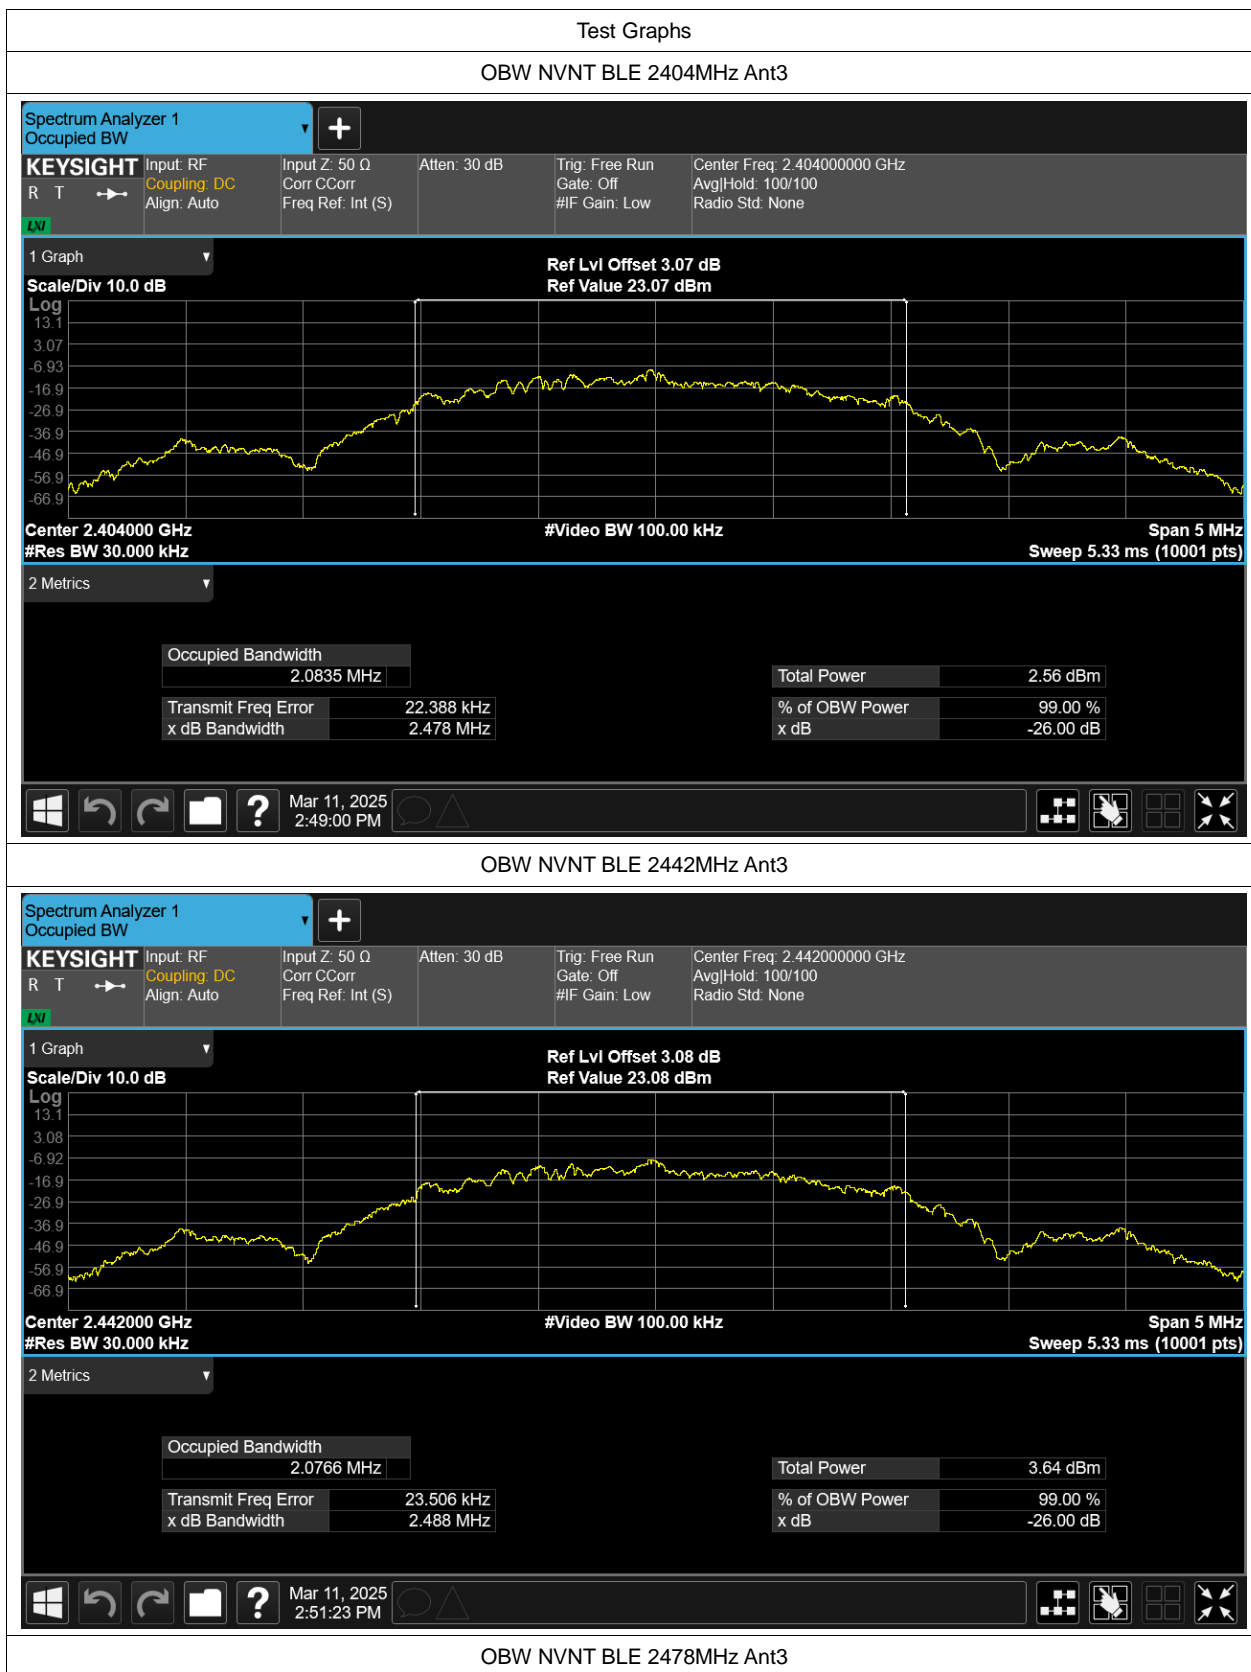 Test Graphs
OBW NVNT BLE 2404MHz Ant3
Spectrum Analyzer 1
Occupied BW
KEYSIGHT
R T
LXI
Input: RF
Coupling: DC
Align: Auto
Input Z: 50 Ω
Corr CCorr
Freq Ref: Int (S)
Atten: 30 dB
Trig: Free Run
Gate: Off
#IF Gain: Low
Center Freq: 2.404000000 GHz
Avg|Hold: 100/100
Radio Std: None
1 Graph
Scale/Div 10.0 dB
Ref Lvl Offset 3.07 dB
Ref Value 23.07 dBm
Log
13.1
3.07
-6.93
-16.9
-26.9
-36.9
-46.9
-56.9
-66.9
Center 2.404000 GHz
#Video BW 100.00 kHz
Span 5 MHz
#Res BW 30.000 kHz
Sweep 5.33 ms (10001 pts)
2 Metrics
Occupied Bandwidth
2.0835 MHz
Total Power 2.56 dBm
Transmit Freq Error 22.388 kHz
% of OBW Power 99.00 %
x dB Bandwidth 2.478 MHz
x dB -26.00 dB
?
Mar 11, 2025
2:49:00 PM
OBW NVNT BLE 2442MHz Ant3
Spectrum Analyzer 1
Occupied BW
KEYSIGHT
R T
LXI
Input: RF
Coupling: DC
Align: Auto
Input Z: 50 Ω
Corr CCorr
Freq Ref: Int (S)
Atten: 30 dB
Trig: Free Run
Gate: Off
#IF Gain: Low
Center Freq: 2.442000000 GHz
Avg|Hold: 100/100
Radio Std: None
1 Graph
Scale/Div 10.0 dB
Ref Lvl Offset 3.08 dB
Ref Value 23.08 dBm
Log
13.1
3.08
-6.92
-16.9
-26.9
-36.9
-46.9
-56.9
-66.9
Center 2.442000 GHz
#Video BW 100.00 kHz
Span 5 MHz
#Res BW 30.000 kHz
Sweep 5.33 ms (10001 pts)
2 Metrics
Occupied Bandwidth
2.0766 MHz
Total Power 3.64 dBm
Transmit Freq Error 23.506 kHz
% of OBW Power 99.00 %
x dB Bandwidth 2.488 MHz
x dB -26.00 dB
?
Mar 11, 2025
2:51:23 PM
OBW NVNT BLE 2478MHz Ant3